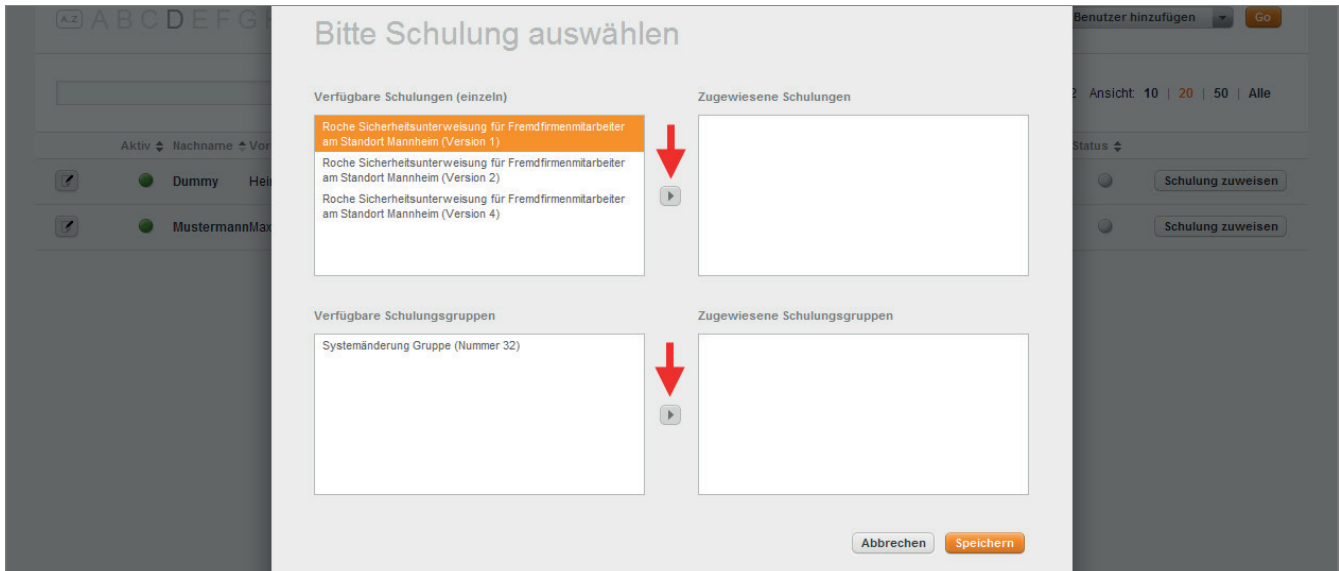 A.Z A B C D E F G
Benutzer hinzufügen Go
Bitte Schulung auswählen
2 Ansicht: 10 | 20 | 50 | Alle
Verfügbare Schulungen (einzeln)
Zugewiesene Schulungen
Roche Sicherheitsunterweisung für Fremdfirmenmitarbeiter
am Standort Mannheim (Version 1)
Roche Sicherheitsunterweisung für Fremdfirmenmitarbeiter
am Standort Mannheim (Version 2)
Roche Sicherheitsunterweisung für Fremdfirmenmitarbeiter
am Standort Mannheim (Version 4)
Aktiv Nachname Vor
Status
Dummy Hei
Schulung zuweisen
MustermannMax
Schulung zuweisen
Verfügbare Schulungsgruppen
Zugewiesene Schulungsgruppen
Systemänderung Gruppe (Nummer 32)
Abbrechen Speichern